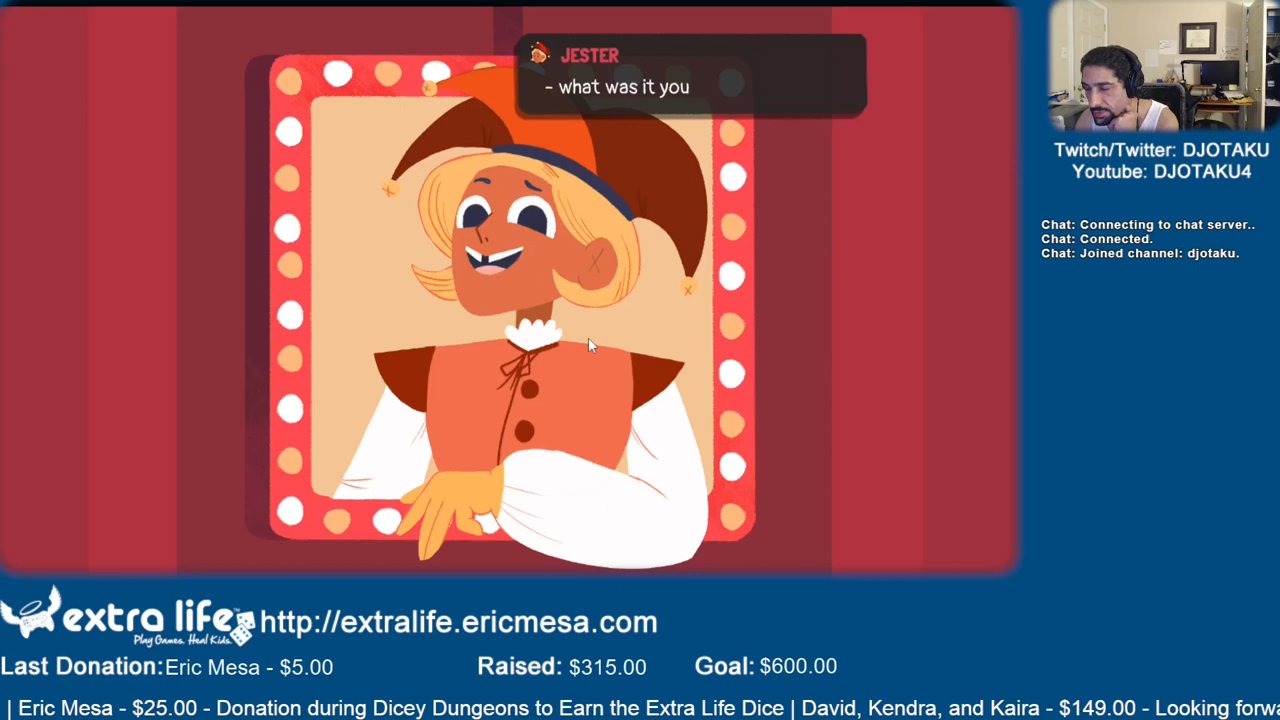 JESTER
- what was it you
Twitch/Twitter: DJOTAKU
Youtube: DJOTAKU4
Chat: Connecting to chat server..
Chat: Connected.
Chat: Joined channel: djotaku.
extra life
Play Games. Heal Kids.
http://extralife.ericmesa.com
Last Donation: Eric Mesa - $5.00
Raised: $315.00
Goal: $600.00
| Eric Mesa - $25.00 - Donation during Dicey Dungeons to Earn the Extra Life Dice | David, Kendra, and Kaira - $149.00 - Looking forwa